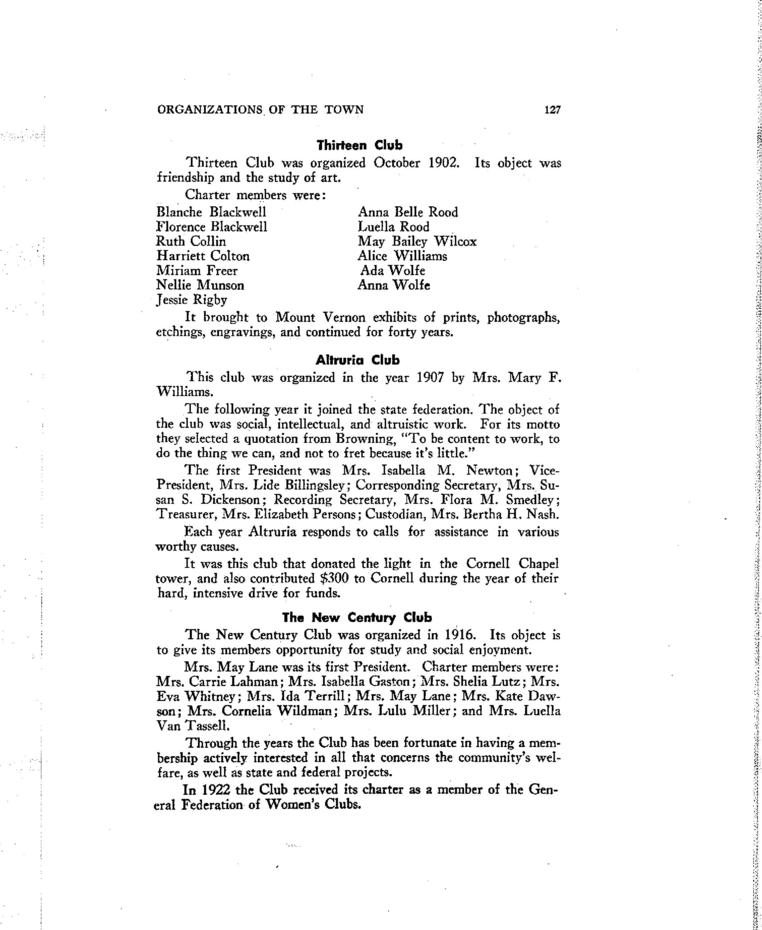 ORGANIZATIONS OF THE TOWN 127
Thirteen Club
Thirteen Club was organized October 1902. Its object was
friendship and the study of art.
Charter members were:
Blanche Blackwell Anna Belle Rood
Florence Blackwell Luella Rood
Ruth Collin May Bailey Wilcox
Harriett Colton Alice Williams
Miriam Freer Ada Wolfe
Nellie Munson Anna Wolfe
Jessie Rigby
It brought to Mount Vernon exhibits of prints, photographs,
etchings, engravings, and continued for forty years.
Altruria Club
This club was organized in the year 1907 by Mrs. Mary F.
Williams.
The following year it joined the state federation. The object of
the club was social, intellectual, and altruistic work. For its motto
they selected a quotation from Browning, “To be content to work, to
do the thing we can, and not to fret because it’s little.”
The first President was Mrs. Isabella M. Newton; Vice-
President, Mrs. Lide Billingsley; Corresponding Secretary, Mrs. Su-
san S. Dickenson; Recording Secretary, Mrs. Flora M. Smedley;
Treasurer, Mrs. Elizabeth Persons; Custodian, Mrs. Bertha H. Nash.
Each year Altruria responds to calls for assistance in various
worthy causes.
It was this club that donated the light in the Cornell Chapel
tower, and also contributed $300 to Cornell during the year of their
hard, intensive drive for funds.
The New Century Club
The New Century Club was organized in 1916. Its object is
to give its members opportunity for study and social enjoyment.
Mrs. May Lane was its first President. Charter members were:
Mrs. Carrie Lahman; Mrs. Isabella Gaston; Mrs. Shelia Lutz; Mrs.
Eva Whitney; Mrs. Ida Terrill; Mrs. May Lane; Mrs. Kate Daw-
son; Mrs. Cornelia Wildman; Mrs. Lulu Miller; and Mrs. Luella
Van Tassell.
Through the years the Club has been fortunate in having a mem-
bership actively interested in all that concerns the community’s wel-
fare, as well as state and federal projects.
In 1922 the Club received its charter as a member of the Gen-
eral Federation of Women’s Clubs.